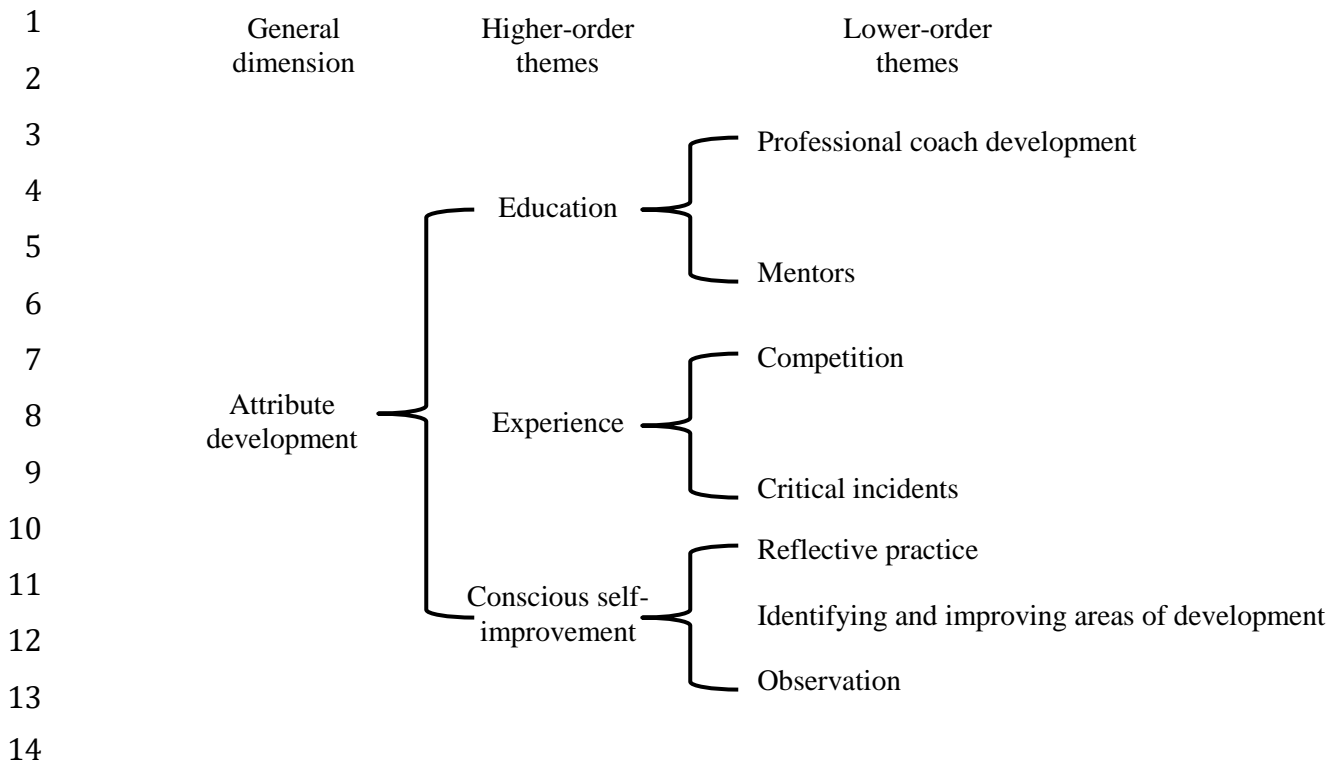 1
General Higher-order Lower-order
dimension themes themes
2
3
Professional coach development
4
Education
5
Mentors
6
7
Competition
8
Attribute
Experience
development
9
Critical incidents
10
Reflective practice
11
Conscious self-
Identifying and improving areas of development
improvement
12
Observation
13
14